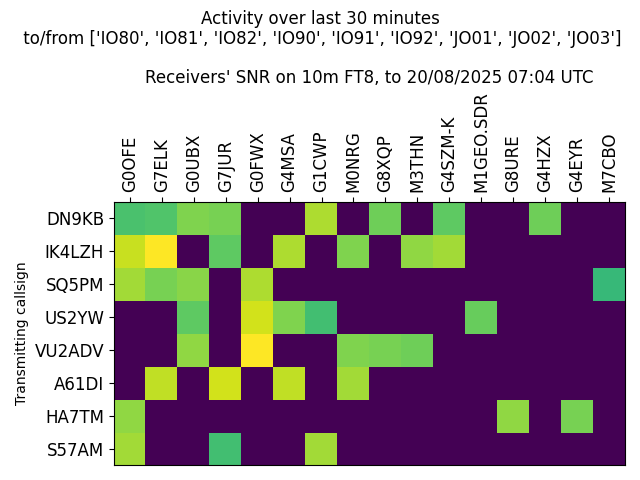 Activity over last 30 minutes
to/from ['IO80', 'IO81', 'IO82', 'IO90', 'IO91', 'IO92', 'JO01', 'JO02', 'JO03']
Receivers' SNR on 10m FT8, to 20/08/2025 07:04 UTC
G0OFE
G7ELK
G0UBX
G7JUR
G0FWX
G4MSA
G1CWP
M0NRG
G8XQP
M3THN
G4SZM-K
M1GEO.SDR
G8URE
G4HZX
G4EYR
M7CBO
Transmitting callsign
DN9KB
IK4LZH
SQ5PM
US2YW
VU2ADV
A61DI
HA7TM
S57AM